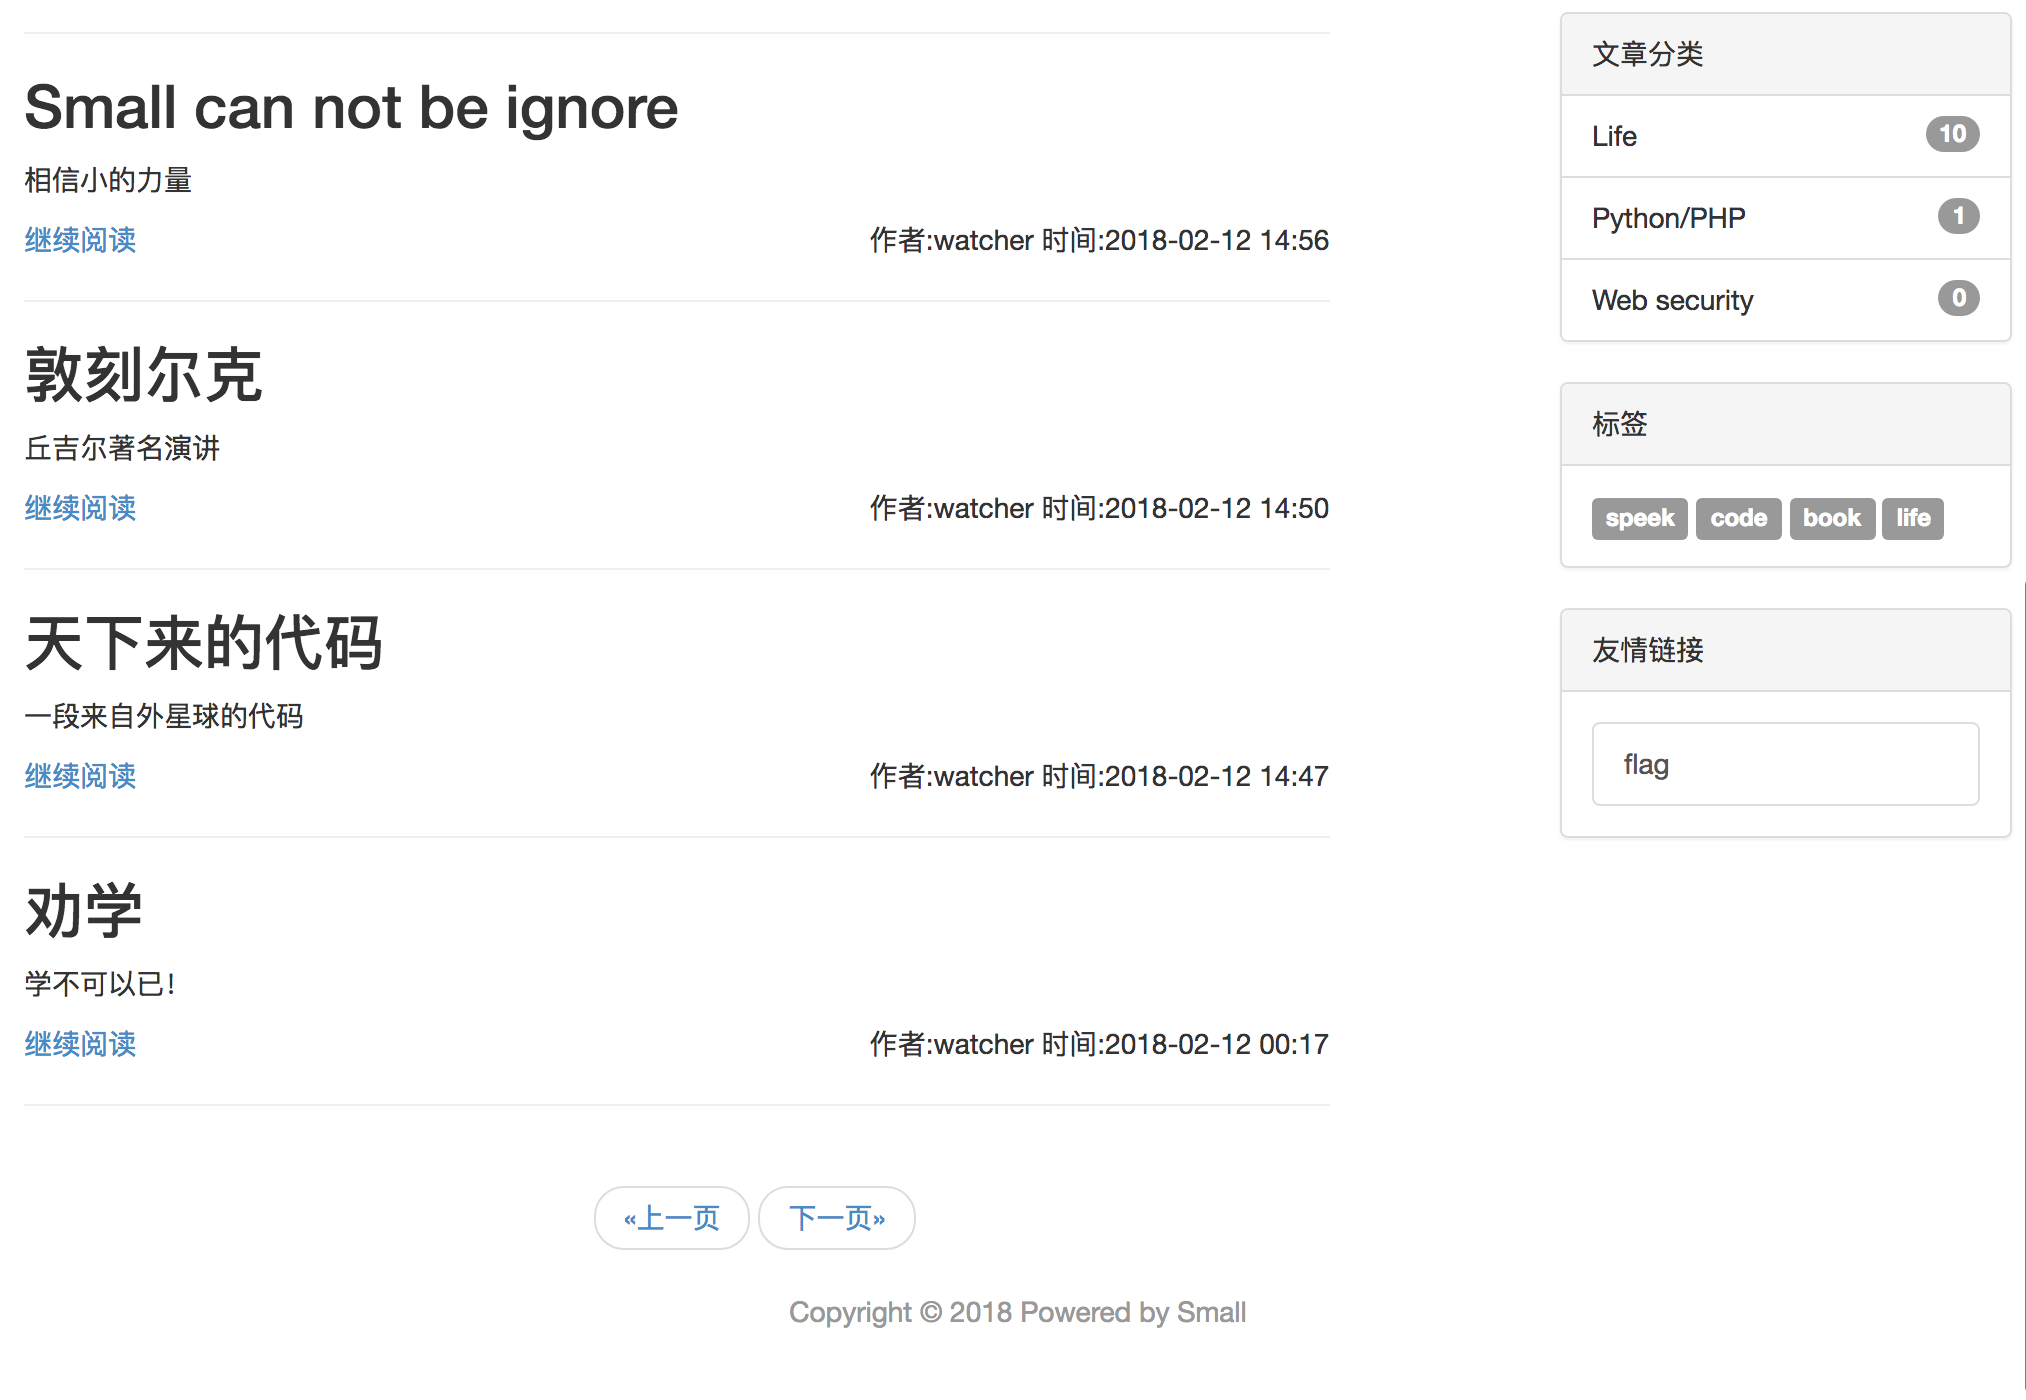 Small can not be ignore
相信小的力量
继续阅读 作者:watcher 时间:2018-02-12 14:56
敦刻尔克
丘吉尔著名演讲
继续阅读 作者:watcher 时间:2018-02-12 14:50
天下来的代码
一段来自外星球的代码
继续阅读 作者:watcher 时间:2018-02-12 14:47
劝学
学不可以已!
继续阅读 作者:watcher 时间:2018-02-12 00:17
«上一页 下一页»
文章分类
Life 10
Python/PHP 1
Web security 0
标签
speek code book life
友情链接
flag
Copyright © 2018 Powered by Small